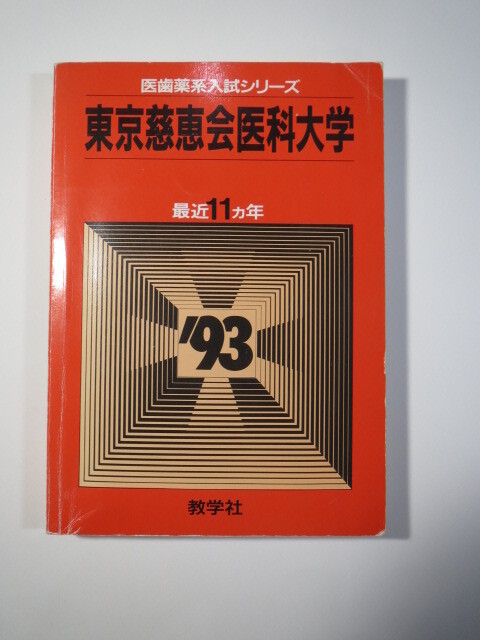 医歯薬系入試シリーズ
東京慈恵会医科大学
最近11ヵ年
'93
教学社